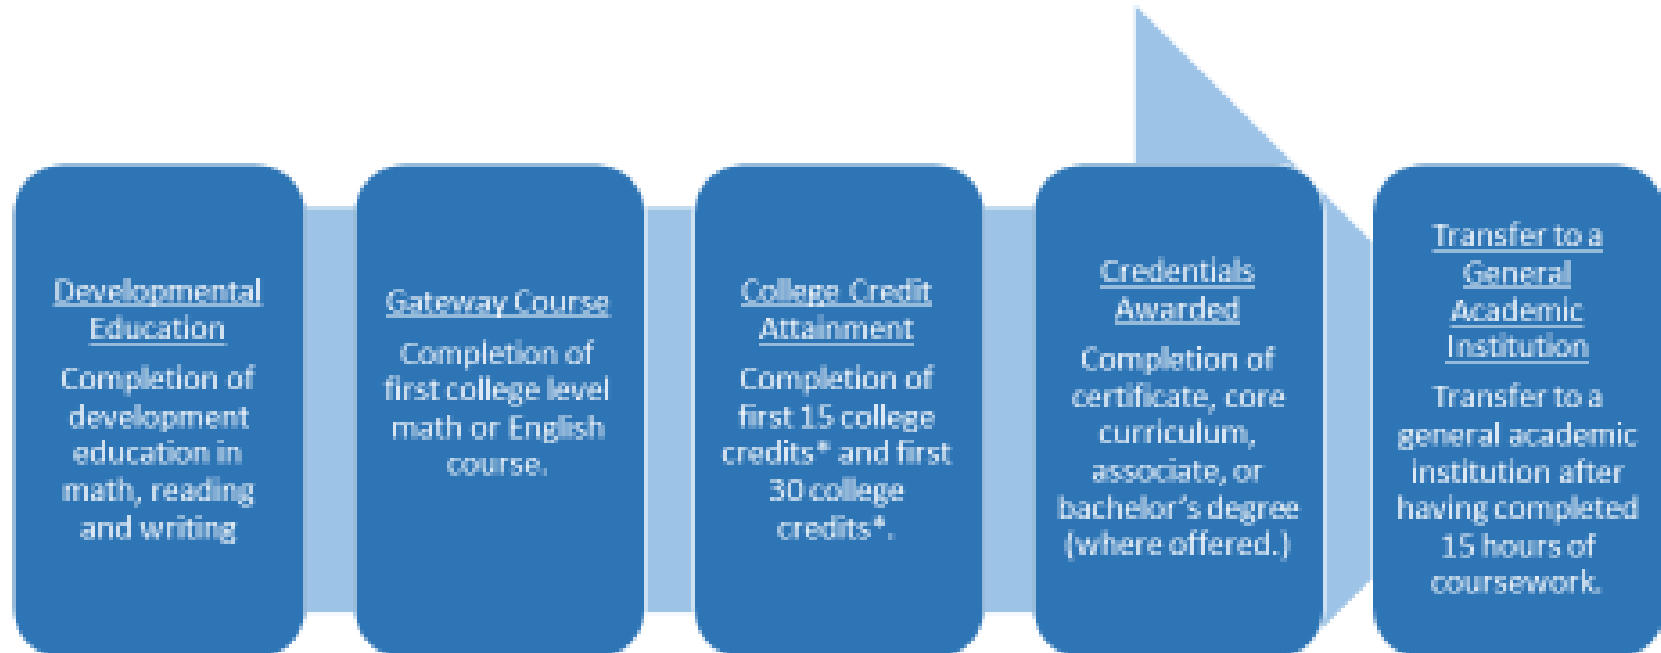 Developmental
Education
Completion of
development
education in
math, reading
and writing
Gateway Course
Completion of
first college level
math or English
course.
College Credit
Attainment
Completion of
first 15 college
credits* and first
30 college
credits*.
Credentials
Awarded
Completion of
certificate, core
curriculum,
associate, or
bachelor's degree
(where offered.)
Transfer to a
General
Academic
Institution
Transfer to a
general academic
institution after
having completed
15 hours of
coursework.